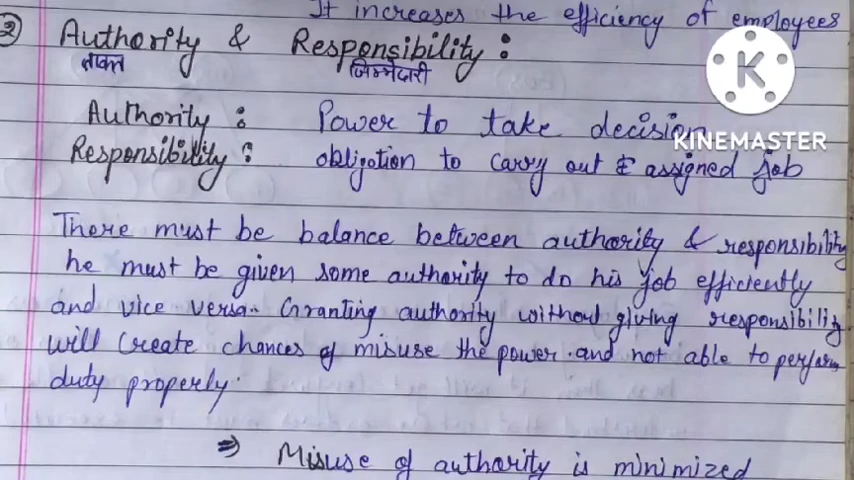 It increases the efficiency of employees
② Authority & Responsibility :
ताकत जिम्मेदारी
K
Authority : Power to take decision
KINEMASTER
Responsibility : obligation to carry out & assigned job
There must be balance between authority & responsibility
he must be given some authority to do his job efficiently
and vice versa.. Granting authority without giving responsibility
will create chances of misuse the power .and not able to perform
duty properly.
⇒ Misuse of authority is minimized